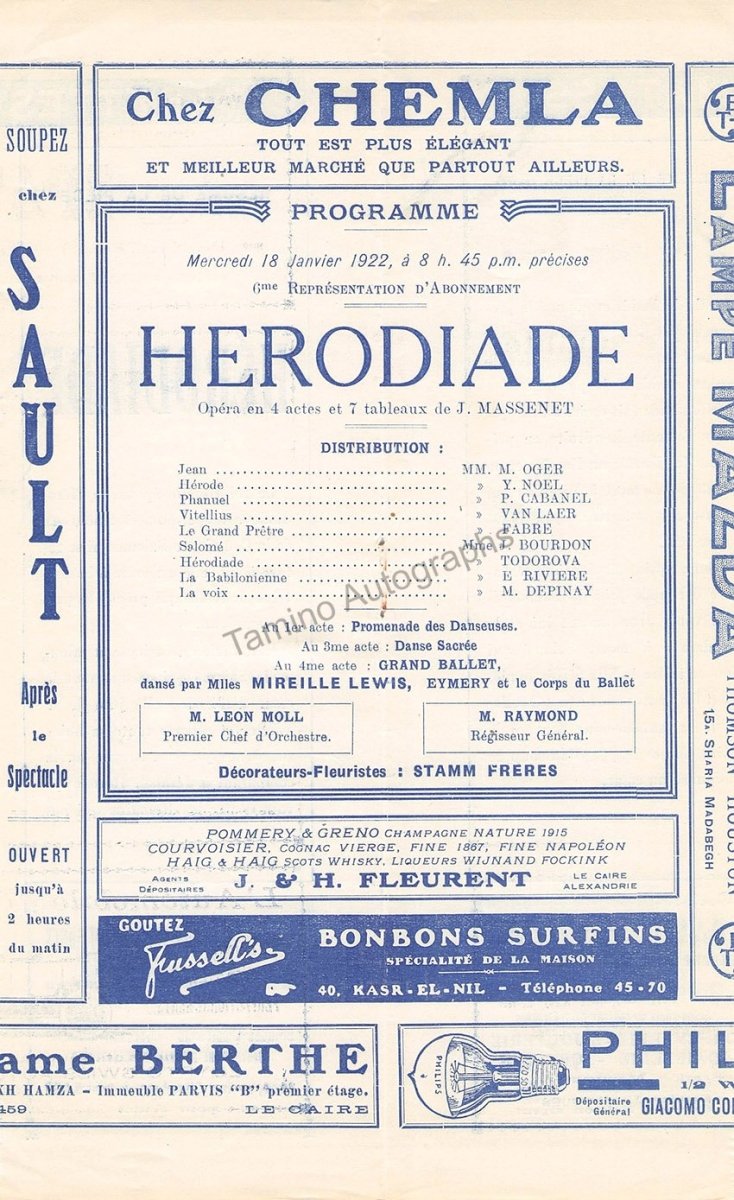 Chez CHEMLA
TOUT EST PLUS ÉLÉGANT
ET MEILLEUR MARCHÉ QUE PARTOUT AILLEURS.
SOUPEZ
chez
SAULT
Après
le
Spectacle
OUVERT
jusqu'à
2 heures
du matin
PROGRAMME
Mercredi 18 Janvier 1922, à 8 h. 45 p.m. précises
6me REPRÉSENTATION D'ABONNEMENT
HERODIADE
Opéra en 4 actes et 7 tableaux de J. MASSENET
DISTRIBUTION :
Jean ........ MM. M. OGER
Hérode ........ » Y. NOEL
Phanuel ........ » P. CABANEL
Vitellius ........ » VAN LAER
Le Grand Prêtre ........ » FABRE
Salomé ........ Mme J. BOURDON
Hérodiade ........ » TODOROVA
La Babilonienne ........ » E RIVIERE
La voix ........ » M. DEPINAY
Tamino Autographs
Au 1er acte : Promenade des Danseuses.
Au 3me acte : Danse Sacrée
Au 4me acte : GRAND BALLET,
dansé par Mlles MIREILLE LEWIS, EYMERY et le Corps du Ballet
M. LEON MOLL
Premier Chef d'Orchestre.
M. RAYMOND
Régisseur Général.
Décorateurs-Fleuristes : STAMM FRERES
LAMPE MAZDA
THOMSON HOUSTON
15A. SHARIA MADABEGH
POMMERY & GRENO CHAMPAGNE NATURE 1915
COURVOISIER, COGNAC VIERGE, FINE 1867, FINE NAPOLÉON
HAIG & HAIG SCOTS WHISKY, LIQUEURS WIJNAND FOCKINK
AGENTS DÉPOSITAIRES J. & H. FLEURENT LE CAIRE ALEXANDRIE
GOUTEZ
Trussell's
BONBONS SURFINS
SPÉCIALITÉ DE LA MAISON
40, KASR-EL-NIL – Téléphone 45-70
ame BERTHE
KH HAMZA – Immeuble PARVIS "B" premier étage.
459. LE CAIRE
PHILIPS
PHIL
1/2 W
Dépositaire Général GIACOMO CO